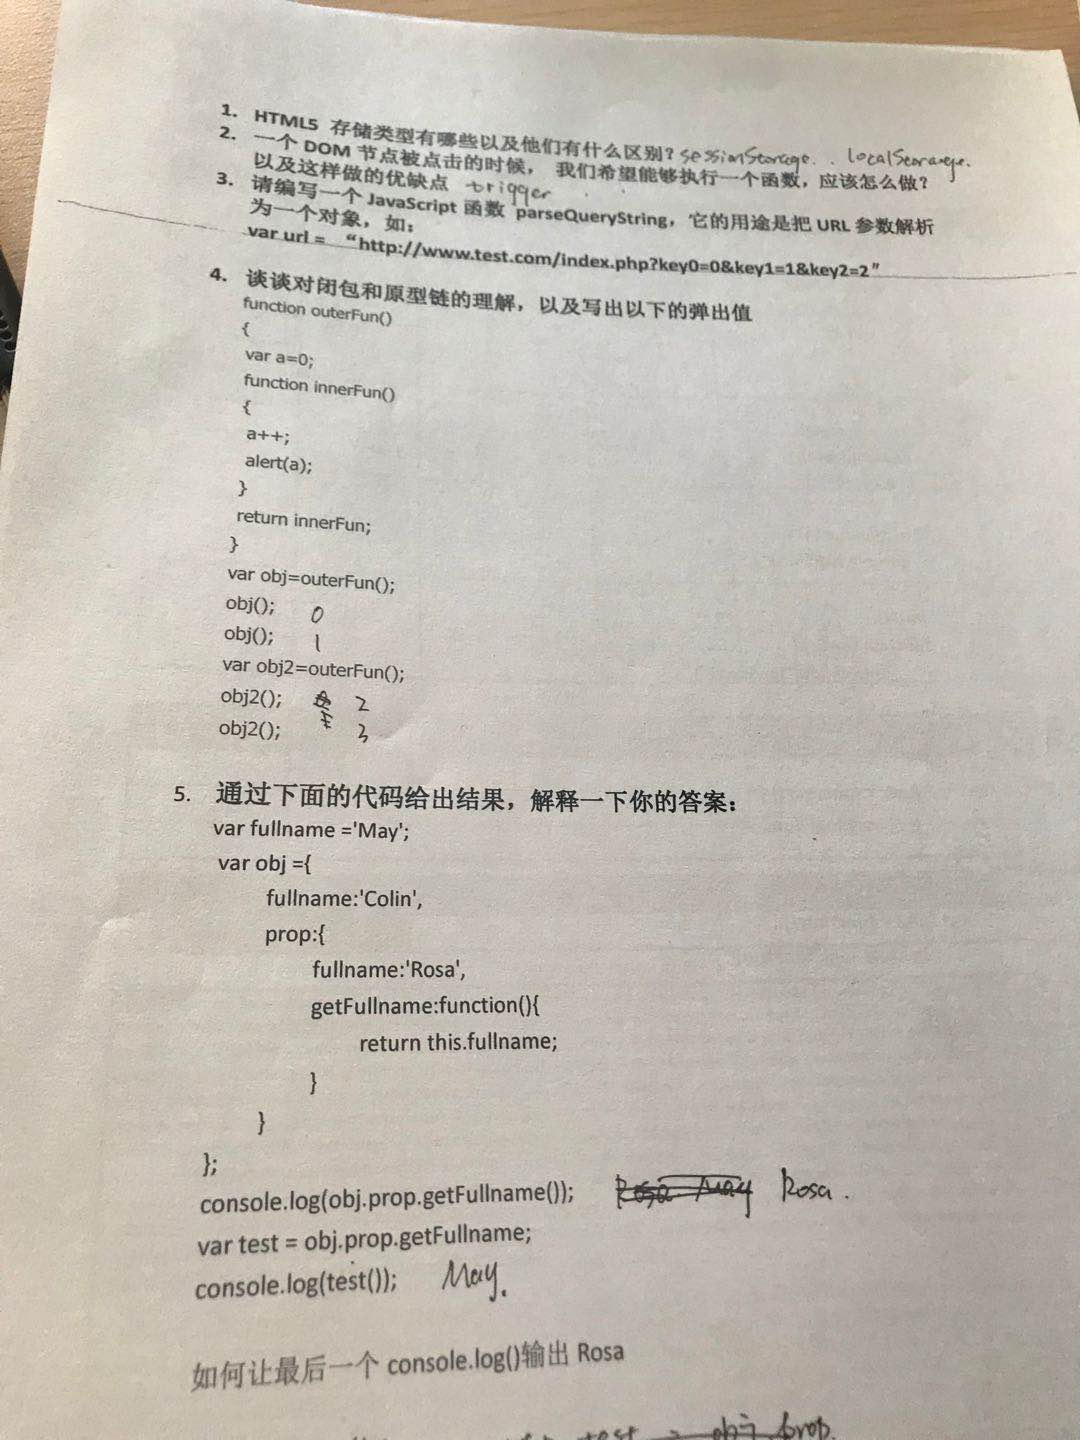 1. HTML5 存储类型有哪些以及他们有什么区别? sessionStorage. . localStorage.
2. 一个 DOM 节点被点击的时候， 我们希望能够执行一个函数，应该怎么做?
以及这样做的优缺点 trigger
3. 请编写一个 JavaScript 函数 parseQueryString，它的用途是把 URL 参数解析
为一个对象，如：
var url = “http://www.test.com/index.php?key0=0&key1=1&key2=2”
4. 谈谈对闭包和原型链的理解，以及写出以下的弹出值
function outerFun()
{
var a=0;
function innerFun()
{
a++;
alert(a);
}
return innerFun;
}
var obj=outerFun();
obj(); 0
obj(); 1
var obj2=outerFun();
obj2(); 2
obj2(); 3
5. 通过下面的代码给出结果，解释一下你的答案：
var fullname ='May';
var obj ={
fullname:'Colin',
prop:{
fullname:'Rosa',
getFullname:function(){
return this.fullname;
}
}
};
console.log(obj.prop.getFullname()); Rosa May Rosa.
var test = obj.prop.getFullname;
console.log(test()); May.
如何让最后一个 console.log()输出 Rosa
test = obj.prop.